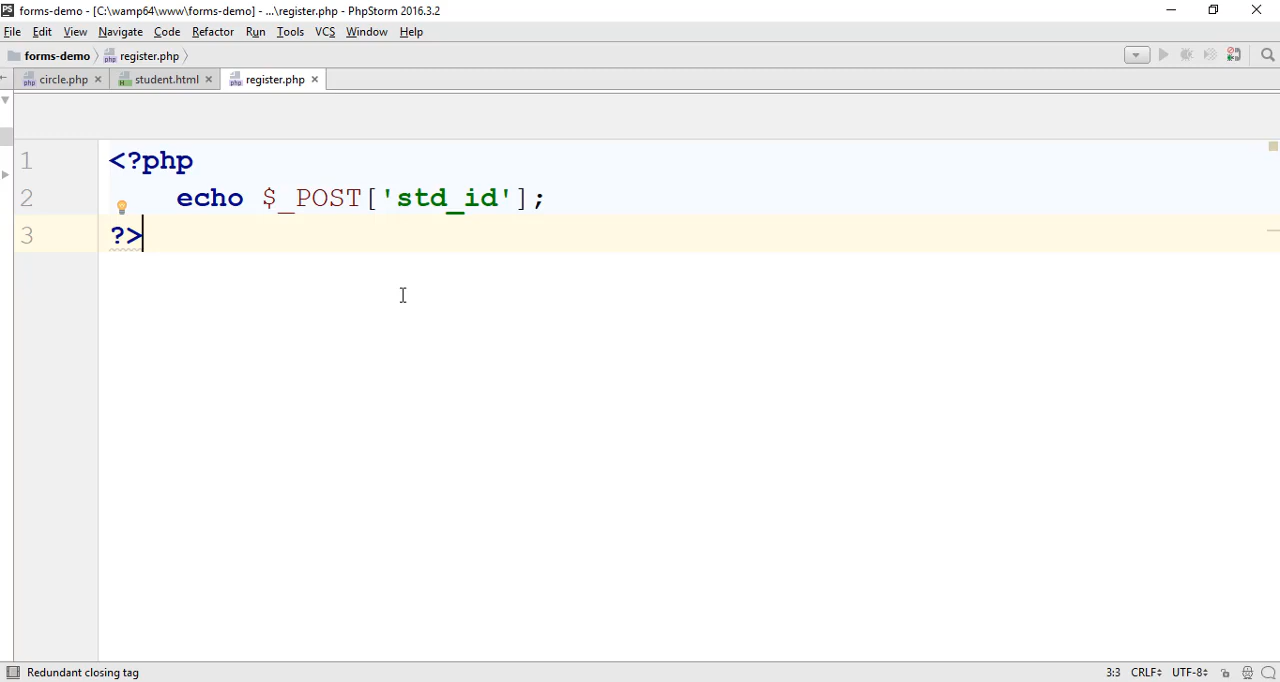 PS forms-demo - [C:\wamp64\www\forms-demo] - ...\register.php - PhpStorm 2016.3.2
File Edit View Navigate Code Refactor Run Tools VCS Window Help
forms-demo register.php
circle.php student.html register.php
1 <?php
2 echo $_POST['std_id'];
3 ?>
Redundant closing tag 3:3 CRLF UTF-8